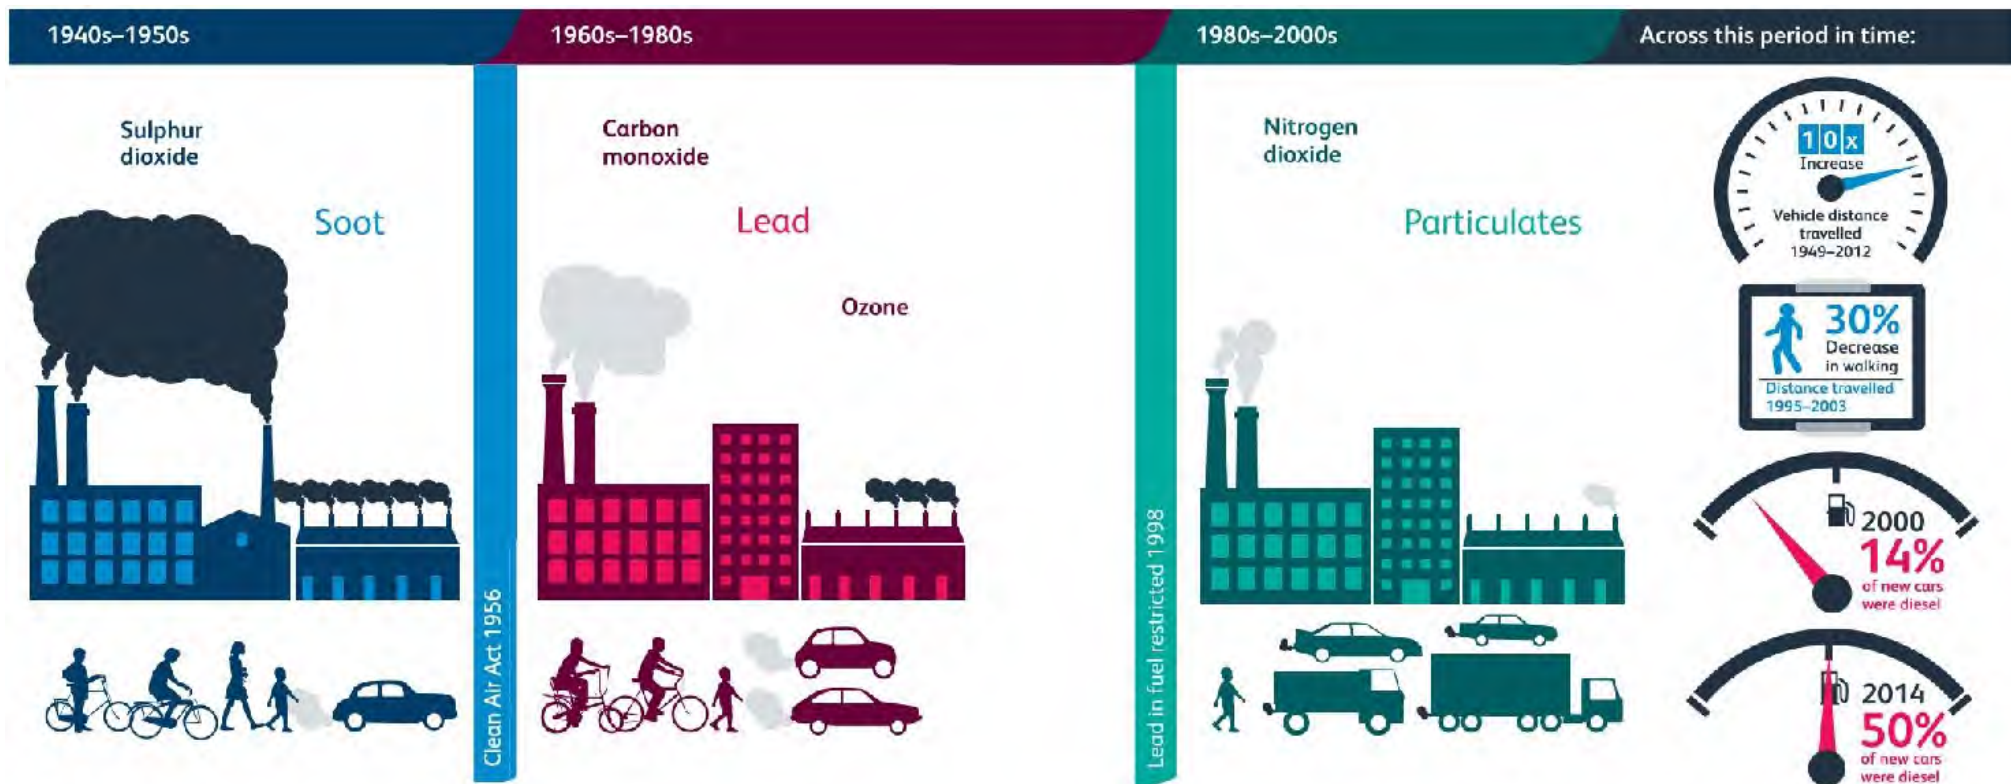 1940s–1950s
1960s–1980s
1980s–2000s
Across this period in time:
Sulphur
dioxide
Soot
Clean Air Act 1956
Carbon
monoxide
Lead
Ozone
Lead in fuel restricted 1998
Nitrogen
dioxide
Particulates
10x
Increase
Vehicle distance
travelled
1949–2012
30%
Decrease
in walking
Distance travelled
1995–2003
2000
14%
of new cars
were diesel
2014
50%
of new cars
were diesel